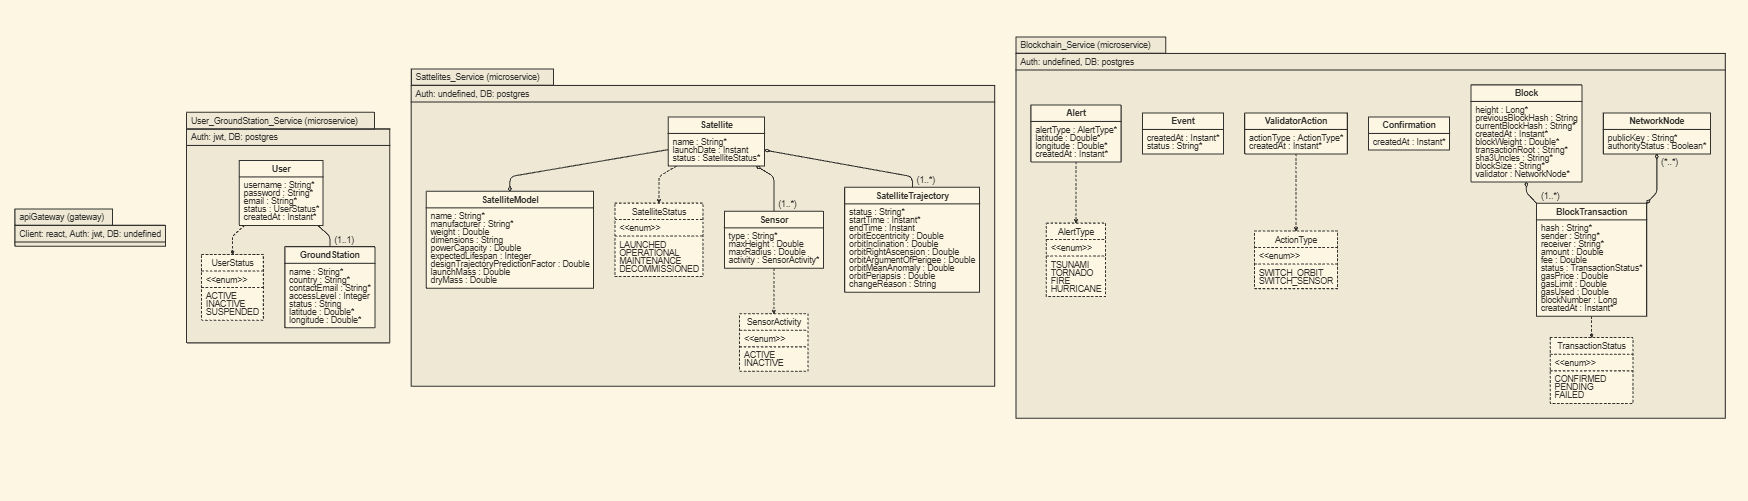 apiGateway (gateway)
Client: react, Auth: jwt, DB: undefined
User_GroundStation_Service (microservice)
Auth: jwt, DB: postgres
User
username : String*
password : String*
email : String*
status : UserStatus*
createdAt : Instant*
UserStatus
<<enum>>
ACTIVE
INACTIVE
SUSPENDED
(1..1)
GroundStation
name : String*
country : String*
contactEmail : String*
accessLevel : Integer
status : String
latitude : Double*
longitude : Double*
Sattelites_Service (microservice)
Auth: undefined, DB: postgres
Satellite
name : String*
launchDate : Instant
status : SatelliteStatus*
SatelliteModel
name : String*
manufacturer : String*
weight : Double
dimensions : String
powerCapacity : Double
expectedLifespan : Integer
designTrajectoryPredictionFactor : Double
launchMass : Double
dryMass : Double
SatelliteStatus
<<enum>>
LAUNCHED
OPERATIONAL
MAINTENANCE
DECOMMISSIONED
(1..*)
Sensor
type : String*
maxHeight : Double
maxRadius : Double
activity : SensorActivity*
SensorActivity
<<enum>>
ACTIVE
INACTIVE
(1..*)
SatelliteTrajectory
status : String*
startTime : Instant*
endTime : Instant
orbitEccentricity : Double
orbitInclination : Double
orbitRightAscension : Double
orbitArgumentOfPerigee : Double
orbitMeanAnomaly : Double
orbitPeriapsis : Double
changeReason : String
Blockchain_Service (microservice)
Auth: undefined, DB: postgres
Alert
alertType : AlertType*
latitude : Double*
longitude : Double*
createdAt : Instant*
AlertType
<<enum>>
TSUNAMI
TORNADO
FIRE
HURRICANE
Event
createdAt : Instant*
status : String*
ValidatorAction
actionType : ActionType*
createdAt : Instant*
ActionType
<<enum>>
SWITCH_ORBIT
SWITCH_SENSOR
Confirmation
createdAt : Instant*
Block
height : Long*
previousBlockHash : String
currentBlockHash : String*
createdAt : Instant*
blockWeight : Double*
transactionRoot : String*
sha3Uncles : String*
blockSize : String*
validator : NetworkNode*
NetworkNode
publicKey : String*
authorityStatus : Boolean*
(*..*)
(1..*)
BlockTransaction
hash : String*
sender : String*
receiver : String*
amount : Double
fee : Double
status : TransactionStatus*
gasPrice : Double
gasLimit : Double
gasUsed : Double
blockNumber : Long
createdAt : Instant*
TransactionStatus
<<enum>>
CONFIRMED
PENDING
FAILED